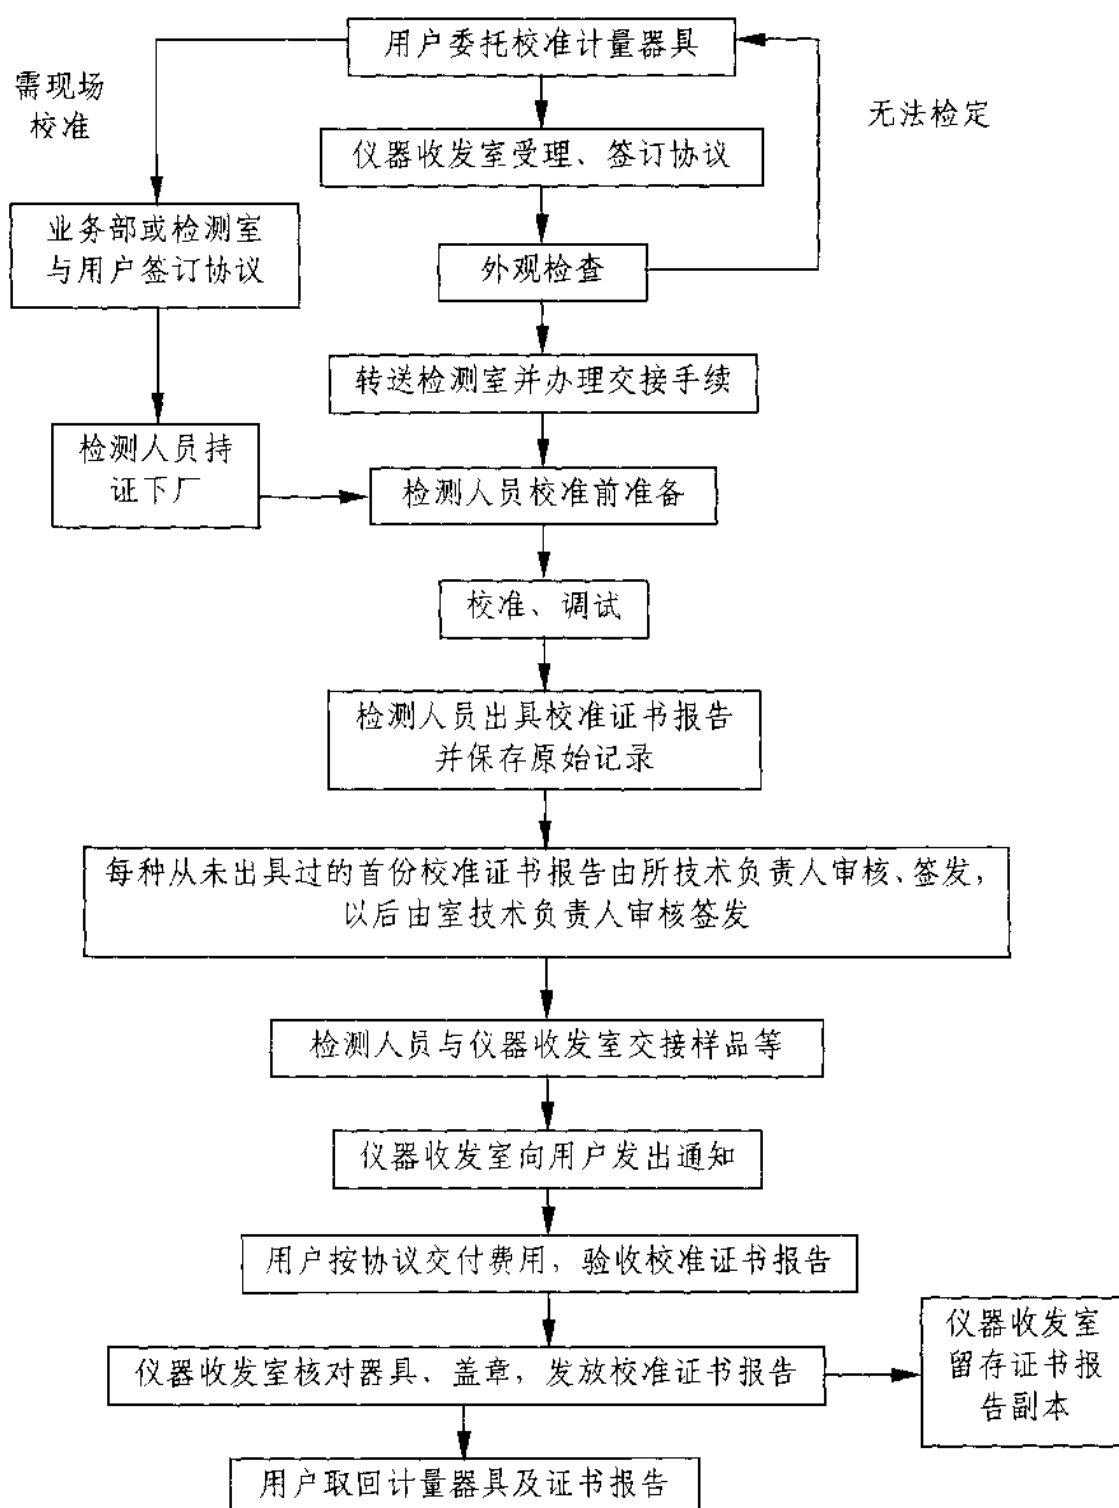 用户委托校准计量器具
需现场
校准
无法检定
仪器收发室受理、签订协议
业务部或检测室
与用户签订协议
外观检查
转送检测室并办理交接手续
检测人员持
证下厂
检测人员校准前准备
校准、调试
检测人员出具校准证书报告
并保存原始记录
每种从未出具过的首份校准证书报告由所技术负责人审核、签发，
以后由室技术负责人审核签发
检测人员与仪器收发室交接样品等
仪器收发室向用户发出通知
用户按协议交付费用，验收校准证书报告
仪器收发室核对器具、盖章，发放校准证书报告
仪器收发室
留存证书报
告副本
用户取回计量器具及证书报告